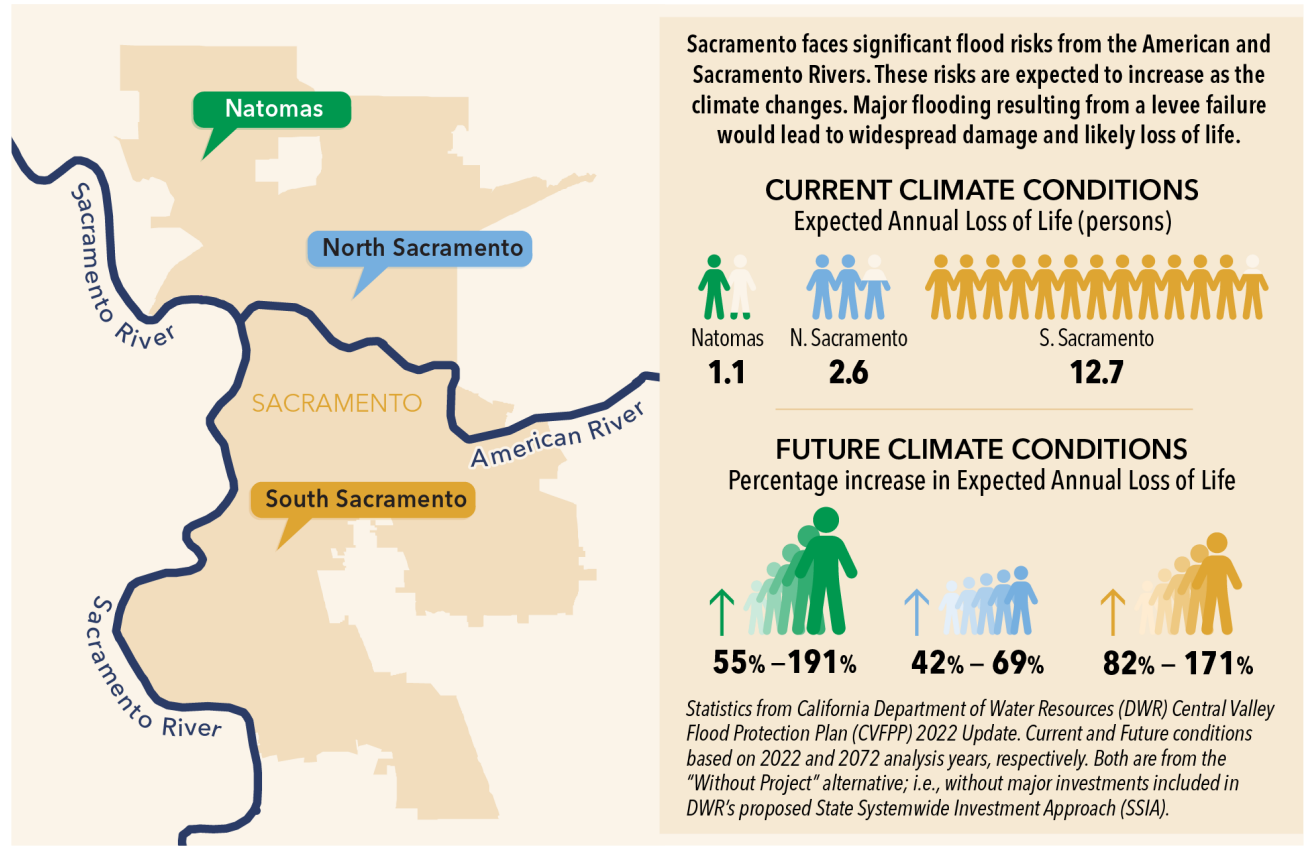 Natomas
Sacramento River
North Sacramento
SACRAMENTO
American River
South Sacramento
Sacramento River
Sacramento faces significant flood risks from the American and
Sacramento Rivers. These risks are expected to increase as the
climate changes. Major flooding resulting from a levee failure
would lead to widespread damage and likely loss of life.
CURRENT CLIMATE CONDITIONS
Expected Annual Loss of Life (persons)
Natomas N. Sacramento S. Sacramento
1.1 2.6 12.7
FUTURE CLIMATE CONDITIONS
Percentage increase in Expected Annual Loss of Life
55% – 191% 42% – 69% 82% – 171%
Statistics from California Department of Water Resources (DWR) Central Valley
Flood Protection Plan (CVFPP) 2022 Update. Current and Future conditions
based on 2022 and 2072 analysis years, respectively. Both are from the
“Without Project” alternative; i.e., without major investments included in
DWR’s proposed State Systemwide Investment Approach (SSIA).